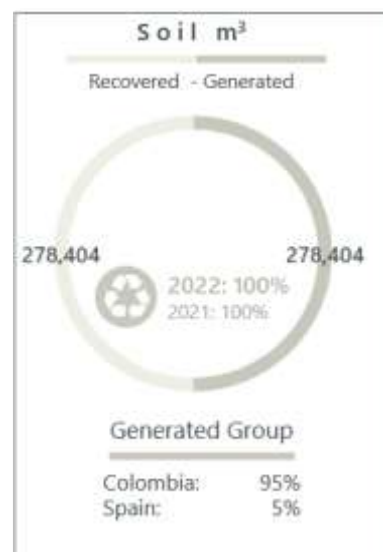 Soil m³
Recovered - Generated
278,404 278,404
2022: 100%
2021: 100%
Generated Group
Colombia: 95%
Spain: 5%